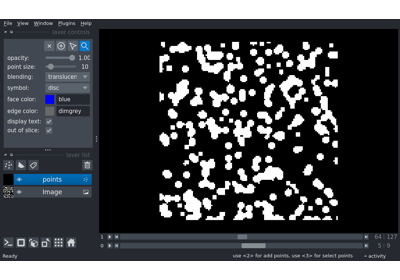 File View Window Plugins Help
layer controls
opacity: 1.00
point size: 10
blending: translucen
symbol: disc
face color: blue
edge color: dimgrey
display text:
out of slice:
layer list
points
Image
1 64 127
0 5 9
Ready use <2> for add points, use <3> for select points activity